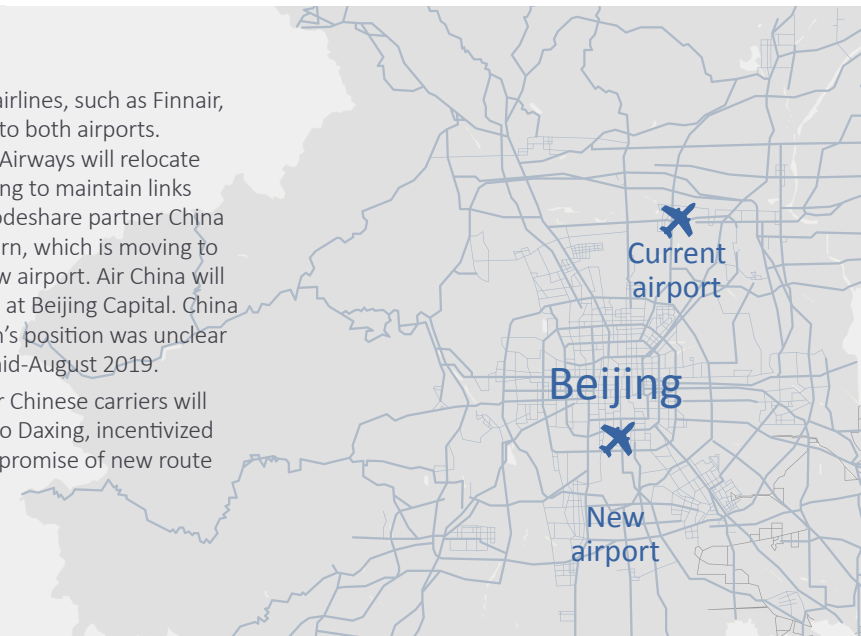 airlines, such as Finnair,
to both airports.
Airways will relocate
ng to maintain links
odeshare partner China
rn, which is moving to
w airport. Air China will
at Beijing Capital. China
n’s position was unclear
id-August 2019.
r Chinese carriers will
o Daxing, incentivized
promise of new route
Current
airport
Beijing
New
airport